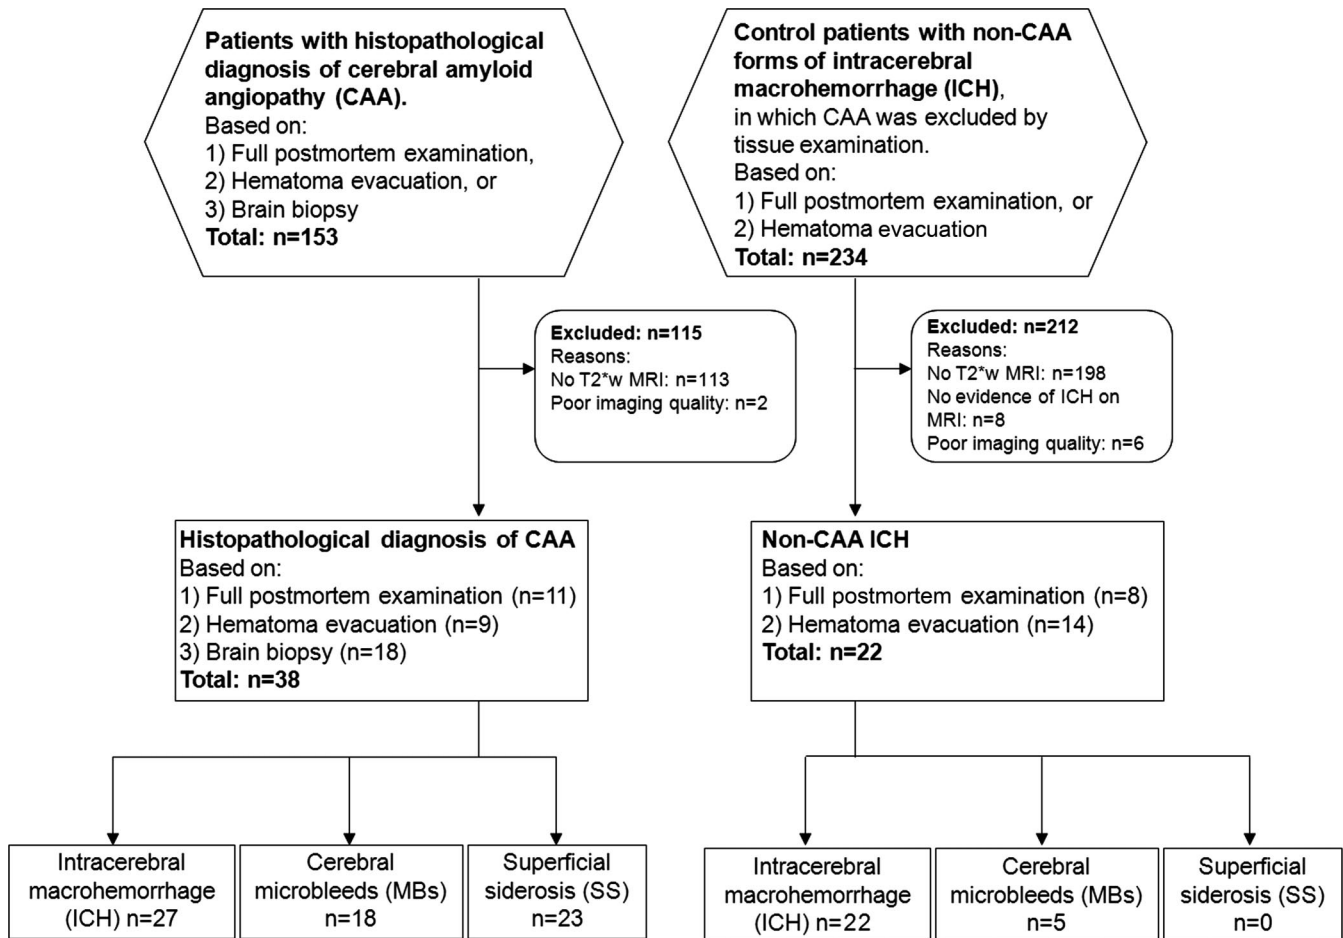 Patients with histopathological
diagnosis of cerebral amyloid
angiopathy (CAA).
Based on:
1) Full postmortem examination,
2) Hematoma evacuation, or
3) Brain biopsy
Total: n=153
Control patients with non-CAA
forms of intracerebral
macrohemorrhage (ICH),
in which CAA was excluded by
tissue examination.
Based on:
1) Full postmortem examination, or
2) Hematoma evacuation
Total: n=234
Excluded: n=115
Reasons:
No T2*w MRI: n=113
Poor imaging quality: n=2
Excluded: n=212
Reasons:
No T2*w MRI: n=198
No evidence of ICH on
MRI: n=8
Poor imaging quality: n=6
Histopathological diagnosis of CAA
Based on:
1) Full postmortem examination (n=11)
2) Hematoma evacuation (n=9)
3) Brain biopsy (n=18)
Total: n=38
Non-CAA ICH
Based on:
1) Full postmortem examination (n=8)
2) Hematoma evacuation (n=14)
Total: n=22
Intracerebral
macrohemorrhage
(ICH) n=27
Cerebral
microbleeds (MBs)
n=18
Superficial
siderosis (SS)
n=23
Intracerebral
macrohemorrhage
(ICH) n=22
Cerebral
microbleeds (MBs)
n=5
Superficial
siderosis (SS)
n=0